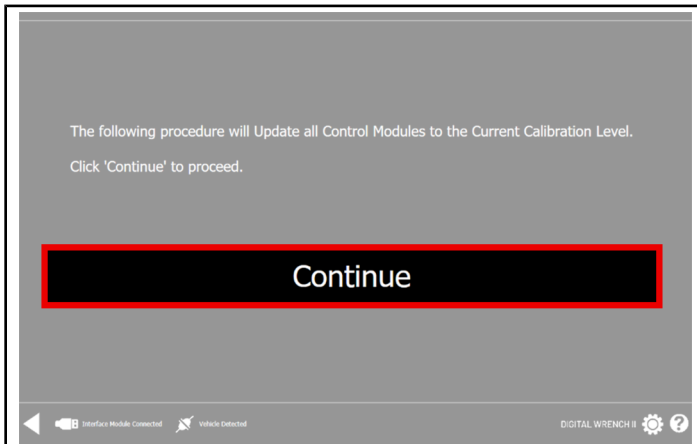 The following procedure will Update all Control Modules to the Current Calibration Level.
Click 'Continue' to proceed.
Continue
Interface Module Connected
Vehicle Detected
DIGITAL WRENCH II
?